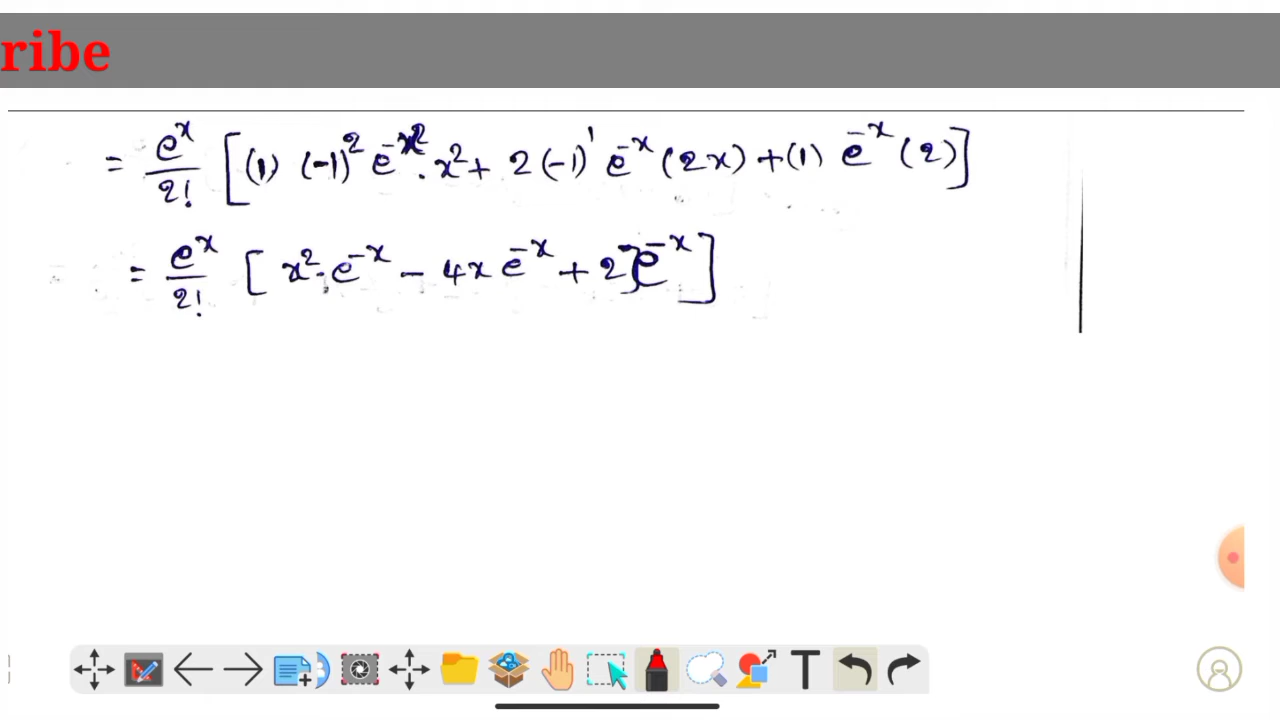 ribe
= e^x/2! [(1) (-1)^2 e^-x . x^2 + 2 (-1)^1 e^-x (2x) + (1) e^-x (2)]
= e^x/2! [x^2 . e^-x - 4x e^-x + 2 e^-x]
T